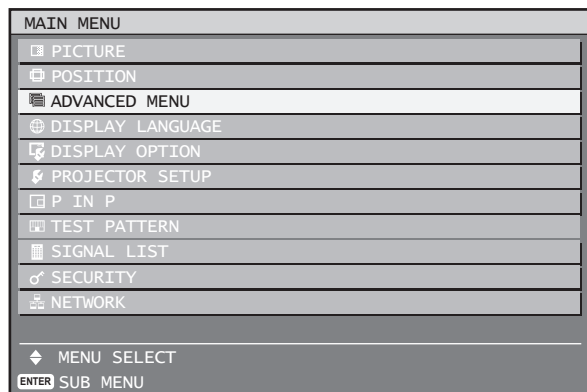 MAIN MENU
PICTURE
POSITION
ADVANCED MENU
DISPLAY LANGUAGE
DISPLAY OPTION
PROJECTOR SETUP
P IN P
TEST PATTERN
SIGNAL LIST
SECURITY
NETWORK
MENU SELECT
ENTER SUB MENU